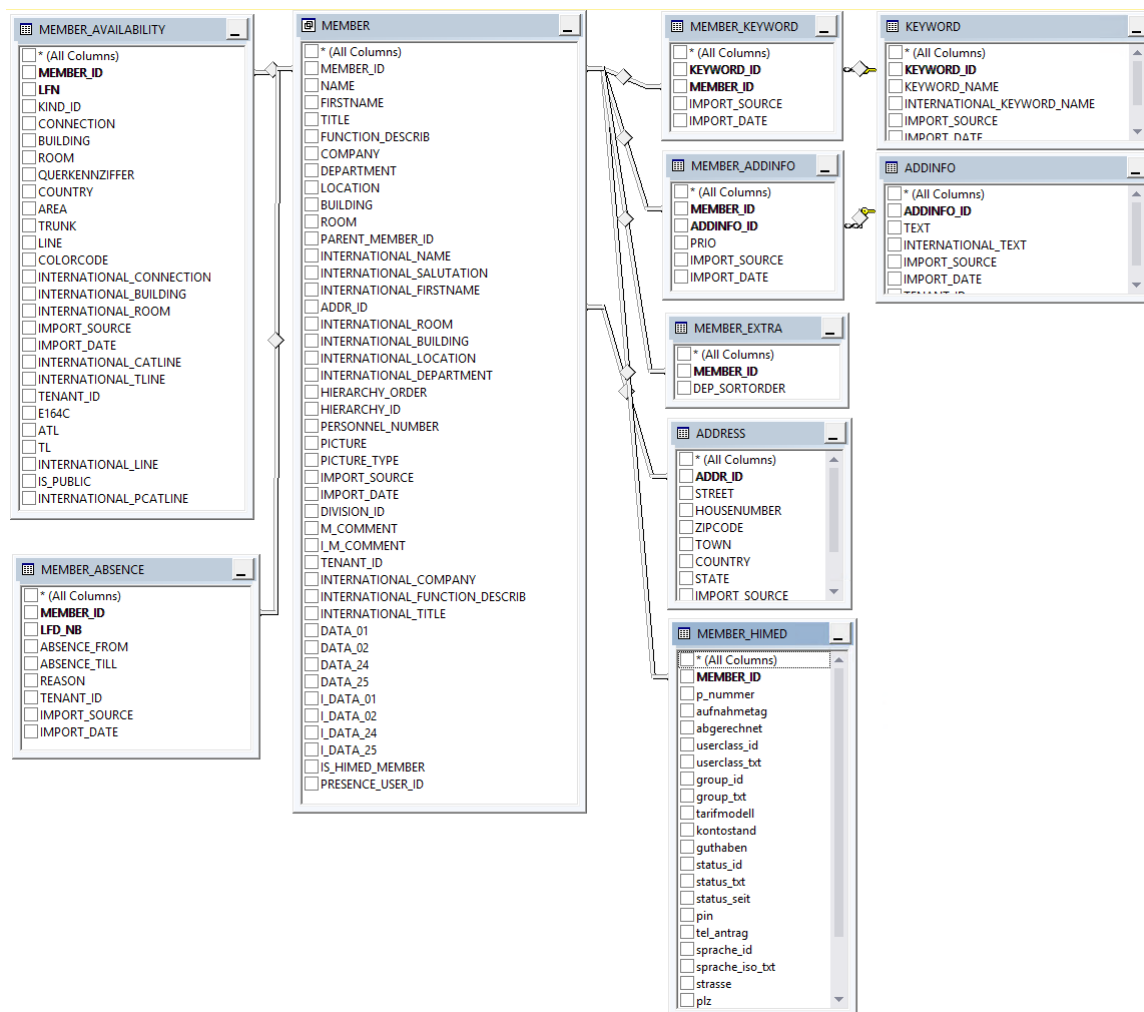 MEMBER_AVAILABILITY
* (All Columns)
MEMBER_ID
LFN
KIND_ID
CONNECTION
BUILDING
ROOM
QUERKENNZIFFER
COUNTRY
AREA
TRUNK
LINE
COLORCODE
INTERNATIONAL_CONNECTION
INTERNATIONAL_BUILDING
INTERNATIONAL_ROOM
IMPORT_SOURCE
IMPORT_DATE
INTERNATIONAL_CATLINE
INTERNATIONAL_TLINE
TENANT_ID
E164C
ATL
TL
INTERNATIONAL_LINE
IS_PUBLIC
INTERNATIONAL_PCATLINE
MEMBER_ABSENCE
* (All Columns)
MEMBER_ID
LFD_NB
ABSENCE_FROM
ABSENCE_TILL
REASON
TENANT_ID
IMPORT_SOURCE
IMPORT_DATE
MEMBER
* (All Columns)
MEMBER_ID
NAME
FIRSTNAME
TITLE
FUNCTION_DESCRIB
COMPANY
DEPARTMENT
LOCATION
BUILDING
ROOM
PARENT_MEMBER_ID
INTERNATIONAL_NAME
INTERNATIONAL_SALUTATION
INTERNATIONAL_FIRSTNAME
ADDR_ID
INTERNATIONAL_ROOM
INTERNATIONAL_BUILDING
INTERNATIONAL_LOCATION
INTERNATIONAL_DEPARTMENT
HIERARCHY_ORDER
HIERARCHY_ID
PERSONNEL_NUMBER
PICTURE
PICTURE_TYPE
IMPORT_SOURCE
IMPORT_DATE
DIVISION_ID
M_COMMENT
I_M_COMMENT
TENANT_ID
INTERNATIONAL_COMPANY
INTERNATIONAL_FUNCTION_DESCRIB
INTERNATIONAL_TITLE
DATA_01
DATA_02
DATA_24
DATA_25
I_DATA_01
I_DATA_02
I_DATA_24
I_DATA_25
IS_HIMED_MEMBER
PRESENCE_USER_ID
MEMBER_KEYWORD
* (All Columns)
KEYWORD_ID
MEMBER_ID
IMPORT_SOURCE
IMPORT_DATE
KEYWORD
* (All Columns)
KEYWORD_ID
KEYWORD_NAME
INTERNATIONAL_KEYWORD_NAME
IMPORT_SOURCE
IMPORT_DATE
MEMBER_ADDINFO
* (All Columns)
MEMBER_ID
ADDINFO_ID
PRIO
IMPORT_SOURCE
IMPORT_DATE
ADDINFO
* (All Columns)
ADDINFO_ID
TEXT
INTERNATIONAL_TEXT
IMPORT_SOURCE
IMPORT_DATE
TENANT_ID
MEMBER_EXTRA
* (All Columns)
MEMBER_ID
DEP_SORTORDER
ADDRESS
* (All Columns)
ADDR_ID
STREET
HOUSENUMBER
ZIPCODE
TOWN
COUNTRY
STATE
IMPORT_SOURCE
MEMBER_HIMED
* (All Columns)
MEMBER_ID
p_nummer
aufnahmetag
abgerechnet
userclass_id
userclass_txt
group_id
group_txt
tarifmodell
kontostand
guthaben
status_id
status_txt
status_seit
pin
tel_antrag
sprache_id
sprache_iso_txt
strasse
plz